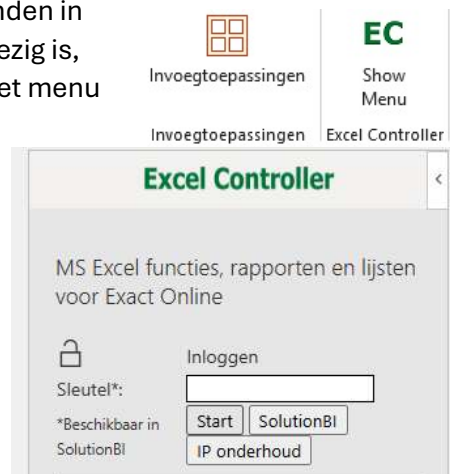 nden in
ezig is,
et menu
Invoegtoepassingen
Invoegtoepassingen
EC
Show
Menu
Excel Controller
Excel Controller
<
MS Excel functies, rapporten en lijsten
voor Exact Online
Inloggen
Sleutel*:
*Beschikbaar in
SolutionBI
Start SolutionBI
IP onderhoud